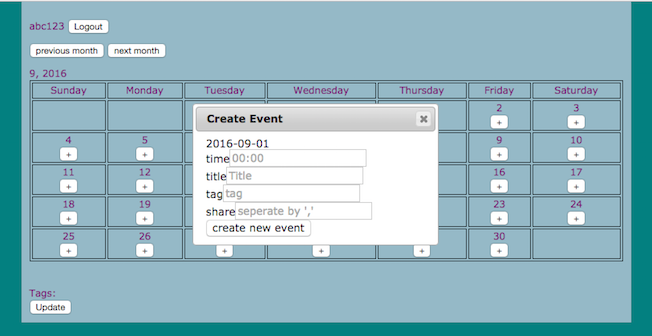 abc123 Logout
previous month next month
9, 2016
Sunday Monday Tuesday Wednesday Thursday Friday Saturday
2 3
+ +
Create Event ×
2016-09-01
time 00:00
title Title
tag tag
share seperate by ','
create new event
4 5 9 10
+ + + +
11 12 16 17
+ + + +
18 19 23 24
+ + + +
25 26 30
+ + + + + +
Tags:
Update